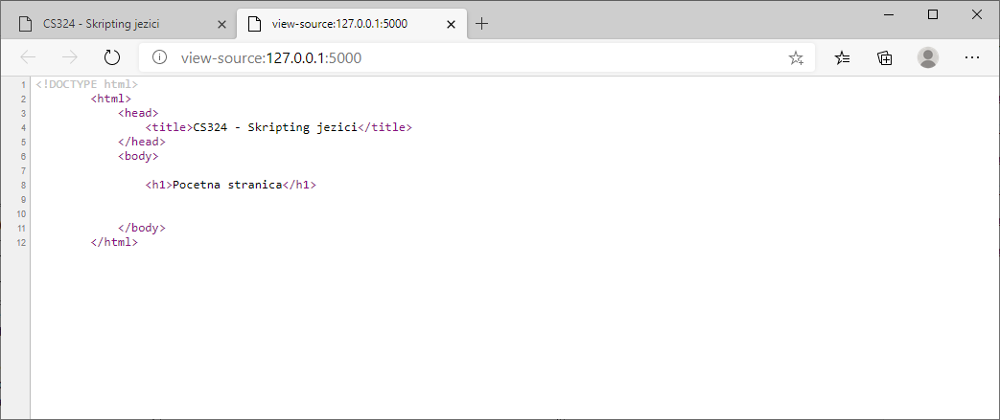 CS324 - Skripting jezici
view-source:127.0.0.1:5000
view-source:127.0.0.1:5000
1 <!DOCTYPE html>
2 <html>
3 <head>
4 <title>CS324 - Skripting jezici</title>
5 </head>
6 <body>
7
8 <h1>Pocetna stranica</h1>
9
10
11 </body>
12 </html>